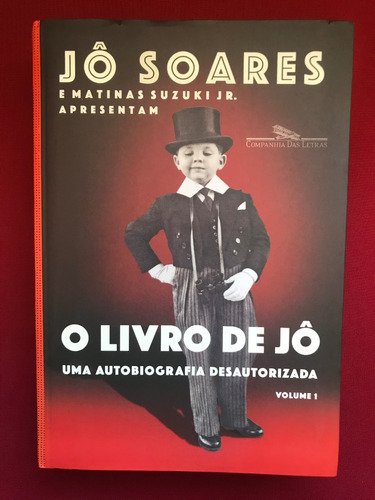 JÔ SOARES
E MATINAS SUZUKI JR.
APRESENTAM
COMPANHIA DAS LETRAS
O LIVRO DE JÔ
UMA AUTOBIOGRAFIA DESAUTORIZADA
VOLUME 1